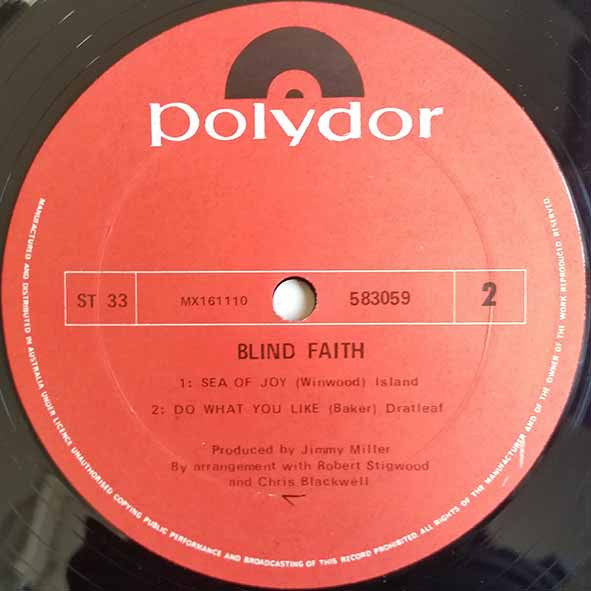 polydor
ST 33 MX161110 583059 2
BLIND FAITH
1: SEA OF JOY (Winwood) Island
2: DO WHAT YOU LIKE (Baker) Dratleaf
Produced by Jimmy Miller
By arrangement with Robert Stigwood
and Chris Blackwell
MANUFACTURED AND DISTRIBUTED IN AUSTRALIA UNDER LICENCE UNAUTHORISED COPYING PUBLIC PERFORMANCE AND BROADCASTING OF THIS RECORD PROHIBITED. ALL RIGHTS OF THE MANUFACTURER AND OF THE OWNER OF THE WORK REPRODUCED RESERVED